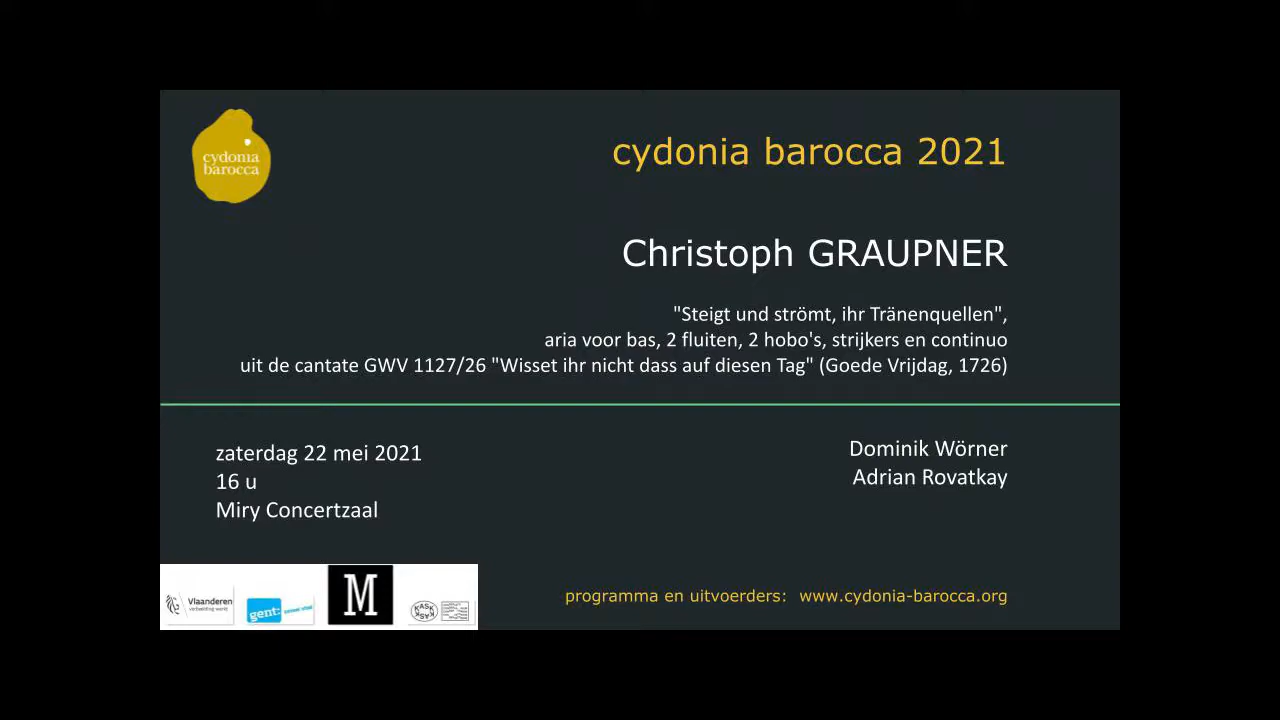 cydonia
barocca
cydonia barocca 2021
Christoph GRAUPNER
"Steigt und strömt, ihr Tränenquellen",
aria voor bas, 2 fluiten, 2 hobo's, strijkers en continuo
uit de cantate GWV 1127/26 "Wisset ihr nicht dass auf diesen Tag" (Goede Vrijdag, 1726)
zaterdag 22 mei 2021
16 u
Miry Concertzaal
Dominik Wörner
Adrian Rovatkay
Vlaanderen
verbeelding werkt
gent:
M
KASK
programma en uitvoerders: www.cydonia-barocca.org